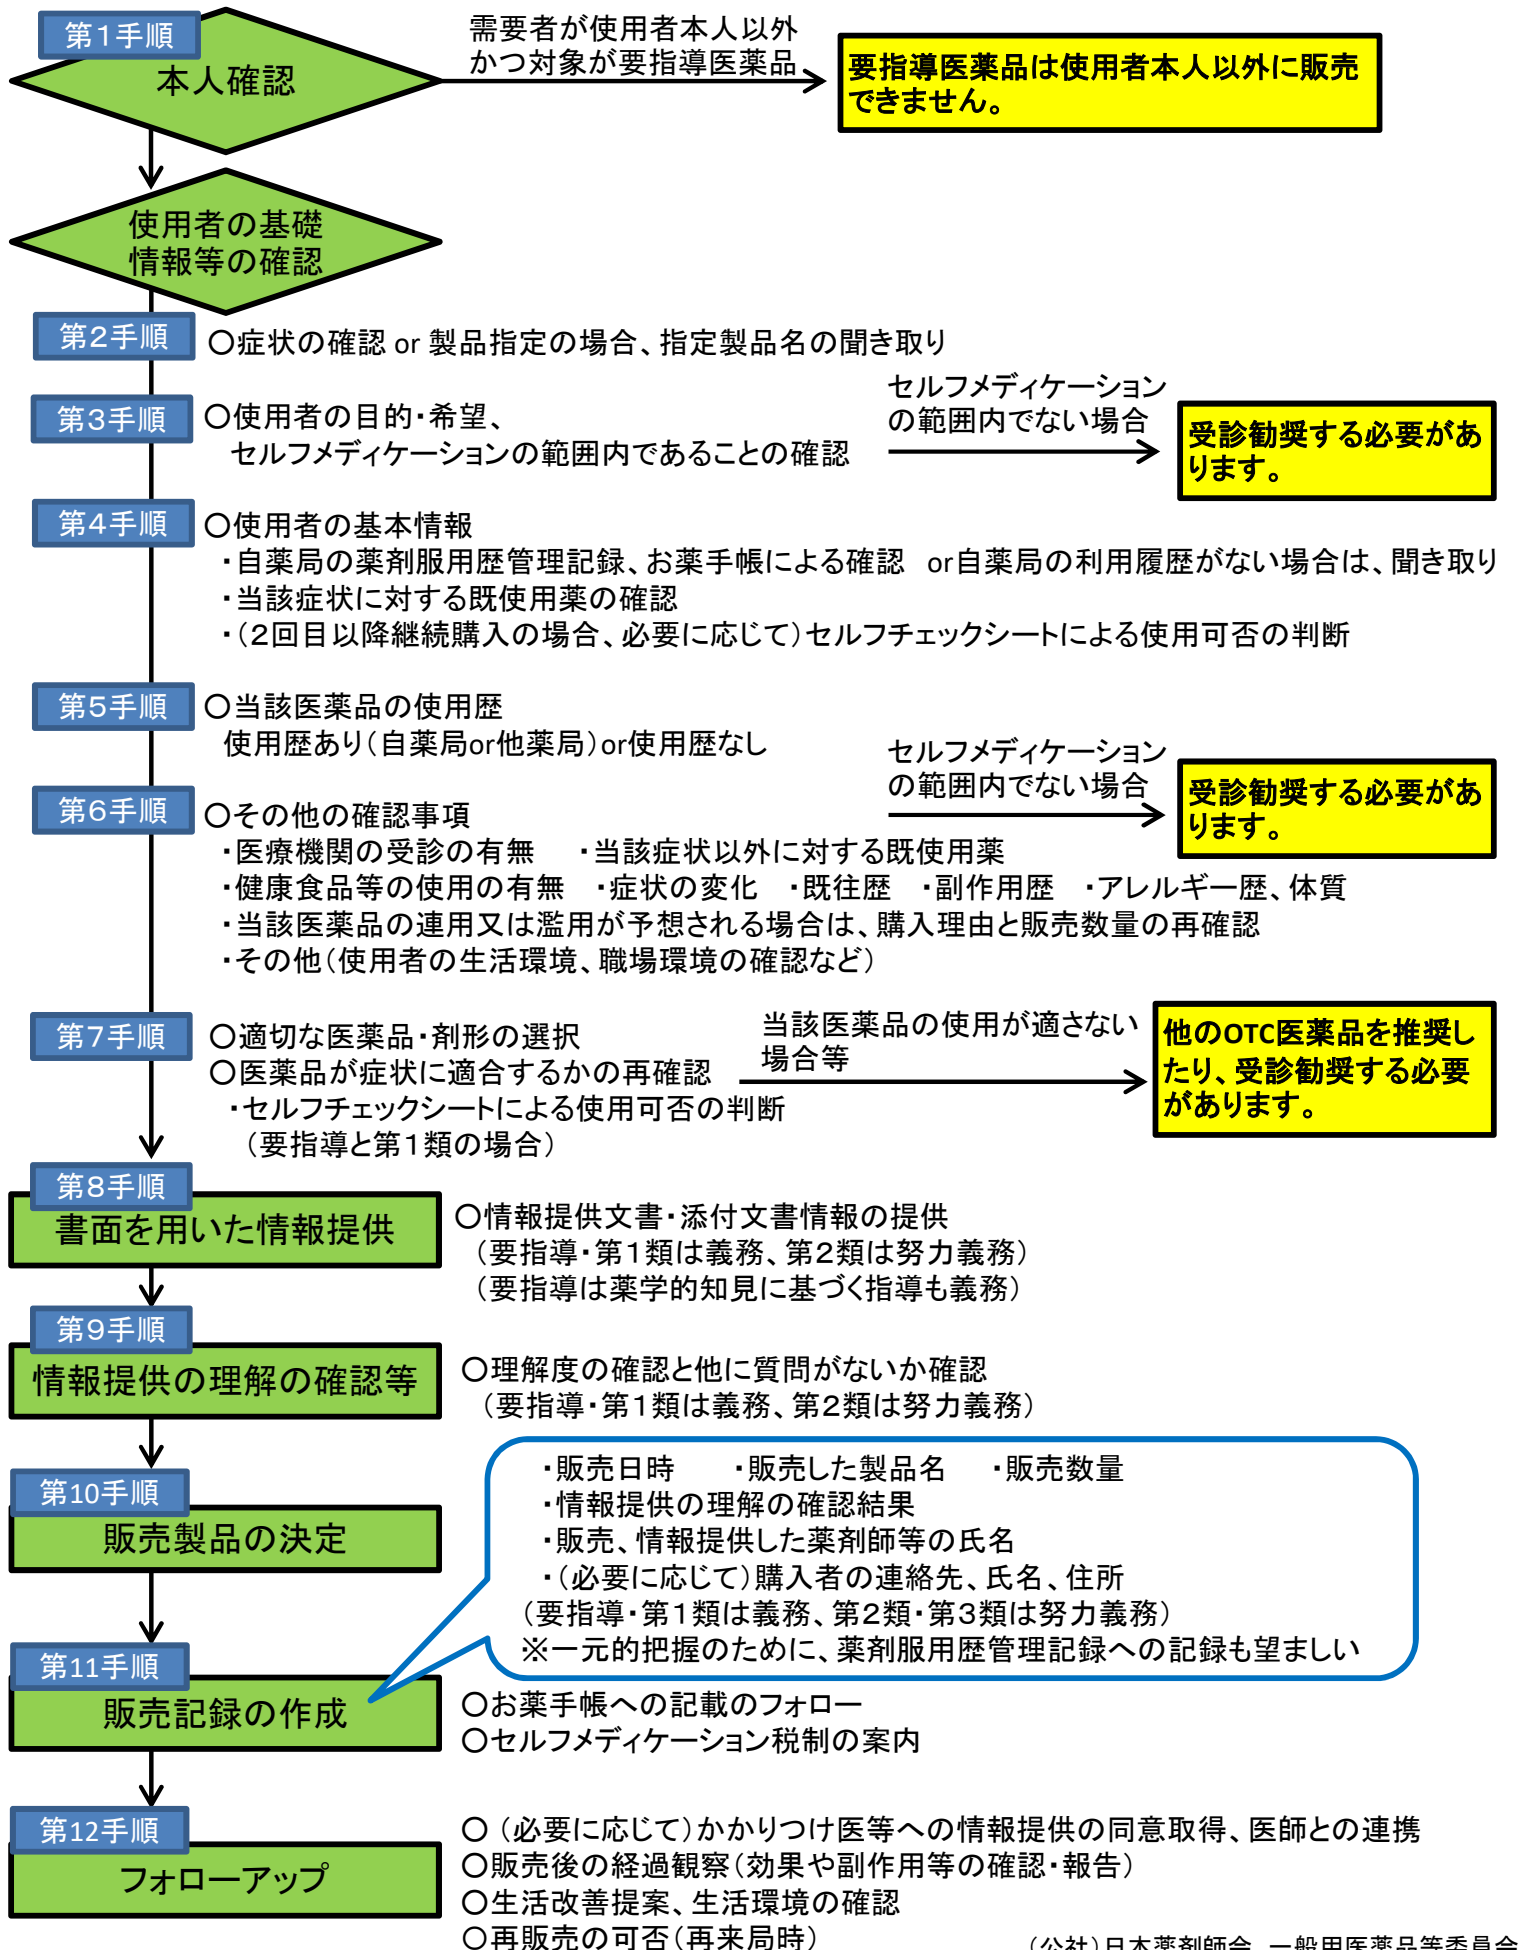 第１手順
本人確認
需要者が使用者本人以外
かつ対象が要指導医薬品
要指導医薬品は使用者本人以外に販売
できません。
使用者の基礎
情報等の確認
第２手順
○症状の確認 or 製品指定の場合、指定製品名の聞き取り
第３手順
○使用者の目的・希望、
セルフメディケーションの範囲内であることの確認
セルフメディケーション
の範囲内でない場合
受診勧奨する必要があ
ります。
第４手順
○使用者の基本情報
・自薬局の薬剤服用歴管理記録、お薬手帳による確認　or自薬局の利用履歴がない場合は、聞き取り
・当該症状に対する既使用薬の確認
・（２回目以降継続購入の場合、必要に応じて）セルフチェックシートによる使用可否の判断
第５手順
○当該医薬品の使用歴
使用歴あり（自薬局or他薬局）or使用歴なし
セルフメディケーション
の範囲内でない場合
受診勧奨する必要があ
ります。
第６手順
○その他の確認事項
・医療機関の受診の有無　・当該症状以外に対する既使用薬
・健康食品等の使用の有無　・症状の変化　・既往歴　・副作用歴　・アレルギー歴、体質
・当該医薬品の連用又は濫用が予想される場合は、購入理由と販売数量の再確認
・その他（使用者の生活環境、職場環境の確認など）
第７手順
○適切な医薬品・剤形の選択
○医薬品が症状に適合するかの再確認
・セルフチェックシートによる使用可否の判断
（要指導と第１類の場合）
当該医薬品の使用が適さない
場合等
他のOTC医薬品を推奨し
たり、受診勧奨する必要
があります。
第８手順
書面を用いた情報提供
○情報提供文書・添付文書情報の提供
（要指導・第１類は義務、第２類は努力義務）
（要指導は薬学的知見に基づく指導も義務）
第９手順
情報提供の理解の確認等
○理解度の確認と他に質問がないか確認
（要指導・第１類は義務、第２類は努力義務）
第10手順
販売製品の決定
・販売日時　・販売した製品名　・販売数量
・情報提供の理解の確認結果
・販売、情報提供した薬剤師等の氏名
・（必要に応じて）購入者の連絡先、氏名、住所
（要指導・第１類は義務、第２類・第３類は努力義務）
※一元的把握のために、薬剤服用歴管理記録への記録も望ましい
第11手順
販売記録の作成
○お薬手帳への記載のフォロー
○セルフメディケーション税制の案内
第12手順
フォローアップ
○（必要に応じて）かかりつけ医等への情報提供の同意取得、医師との連携
○販売後の経過観察（効果や副作用等の確認・報告）
○生活改善提案、生活環境の確認
○再販売の可否（再来局時）
（公社）日本薬剤師会　一般用医薬品等委員会